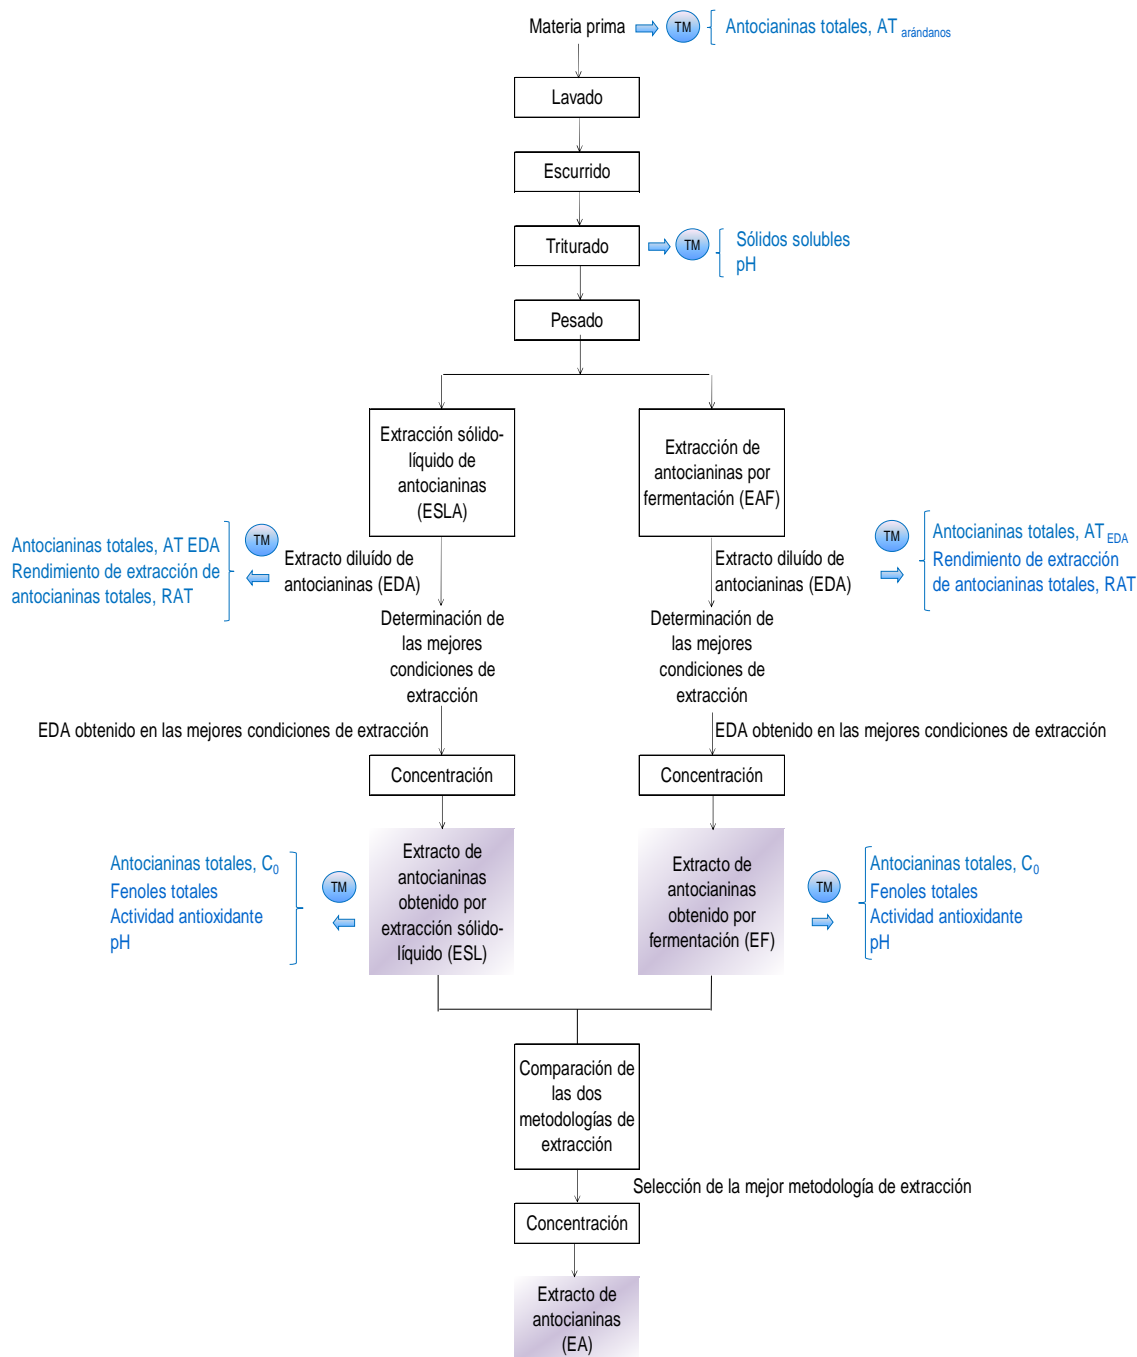 Materia prima
TM
Antocianinas totales, AT arándanos
Lavado
Escurrido
Triturado
TM
Sólidos solubles
pH
Pesado
Extracción sólido-
líquido de
antocianinas
(ESLA)
Extracción de
antocianinas por
fermentación (EAF)
Antocianinas totales, AT EDA
Rendimiento de extracción de
antocianinas totales, RAT
TM
Extracto diluído de
antocianinas (EDA)
Extracto diluído de
antocianinas (EDA)
TM
Antocianinas totales, AT EDA
Rendimiento de extracción
de antocianinas totales, RAT
Determinación de
las mejores
condiciones de
extracción
Determinación de
las mejores
condiciones de
extracción
EDA obtenido en las mejores condiciones de extracción
EDA obtenido en las mejores condiciones de extracción
Concentración
Concentración
Antocianinas totales, C0
Fenoles totales
Actividad antioxidante
pH
TM
Extracto de
antocianinas
obtenido por
extracción sólido-
líquido (ESL)
Extracto de
antocianinas
obtenido por
fermentación (EF)
TM
Antocianinas totales, C0
Fenoles totales
Actividad antioxidante
pH
Comparación de
las dos
metodologías de
extracción
Selección de la mejor metodología de extracción
Concentración
Extracto de
antocianinas
(EA)